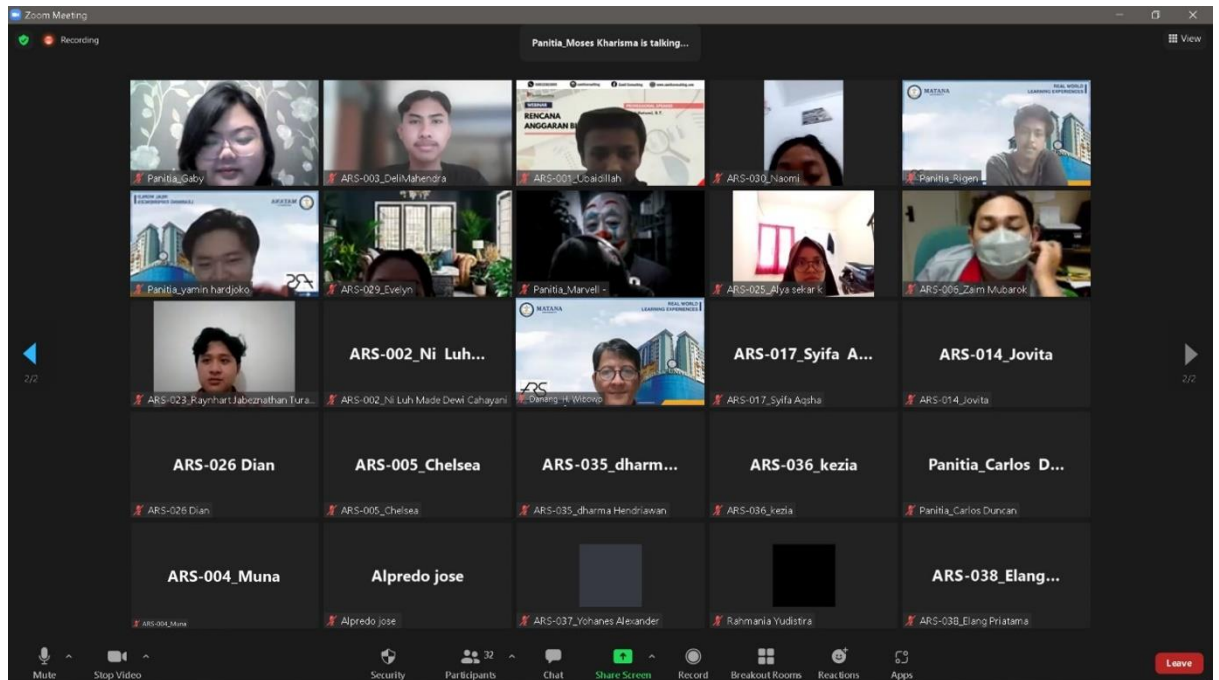 Zoom Meeting
Recording
Panitia_Moses Kharisma is talking...
View
Panitia_Gaby
ARS-003_DeliMahendra
WEBINAR
RENCANA
ANGGARAN
ARS-001_Ubaidillah
ARS-030_Naomi
MATANA
UNIVERSITY
REAL WORLD
LEARNING EXPERIENCES
Panitia_Rigen
MATANA
Panitia_yamin hardjoko
ARS-029_Evelyn
Panitia_Marvell -
ARS-025_Alya sekar k
ARS-006_Zaim Mubarok
2/2
ARS-023_Raynhart Jabeznathan Tura...
ARS-002_Ni Luh...
ARS-002_Ni Luh Made Dewi Cahayani
MATANA
UNIVERSITY
REAL WORLD
LEARNING EXPERIENCES
ARS
Danang_H. Wibowo
ARS-017_Syifa A...
ARS-017_Syifa Aqsha
ARS-014_Jovita
ARS-014_Jovita
2/2
ARS-026 Dian
ARS-026 Dian
ARS-005_Chelsea
ARS-005_Chelsea
ARS-035_dharm...
ARS-035_dharma Hendriawan
ARS-036_kezia
ARS-036_kezia
Panitia_Carlos D...
Panitia_Carlos Duncan
ARS-004_Muna
ARS-004_Muna
Alpredo jose
Alpredo jose
ARS-037_Yohanes Alexander
Rahmania Yudistira
ARS-038_Elang...
ARS-038_Elang Priatama
Mute
Stop Video
Security
Participants
32
Chat
Share Screen
Record
Breakout Rooms
Reactions
Apps
Leave